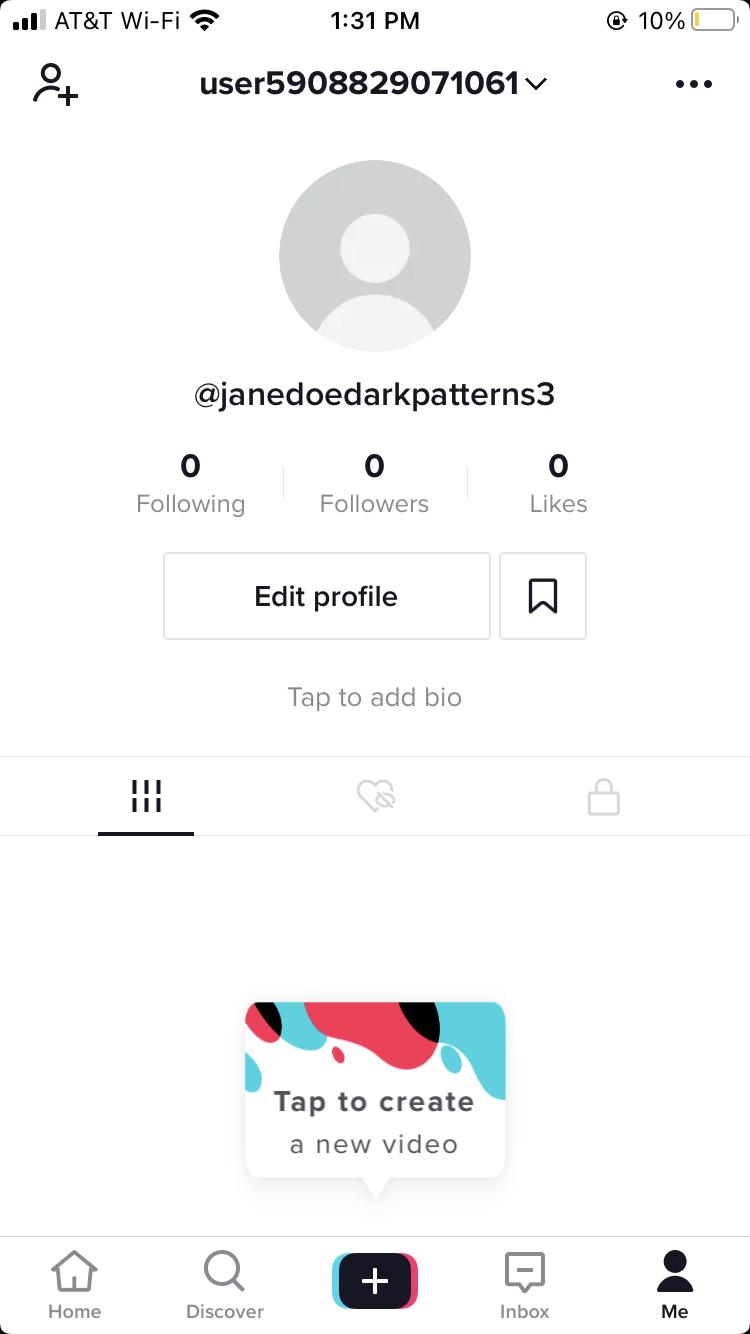 AT&T Wi-Fi 1:31 PM 10%
user5908829071061
@janedoedarkpatterns3
0 0 0
Following Followers Likes
Edit profile
Tap to add bio
Tap to create
a new video
Home Discover Inbox Me